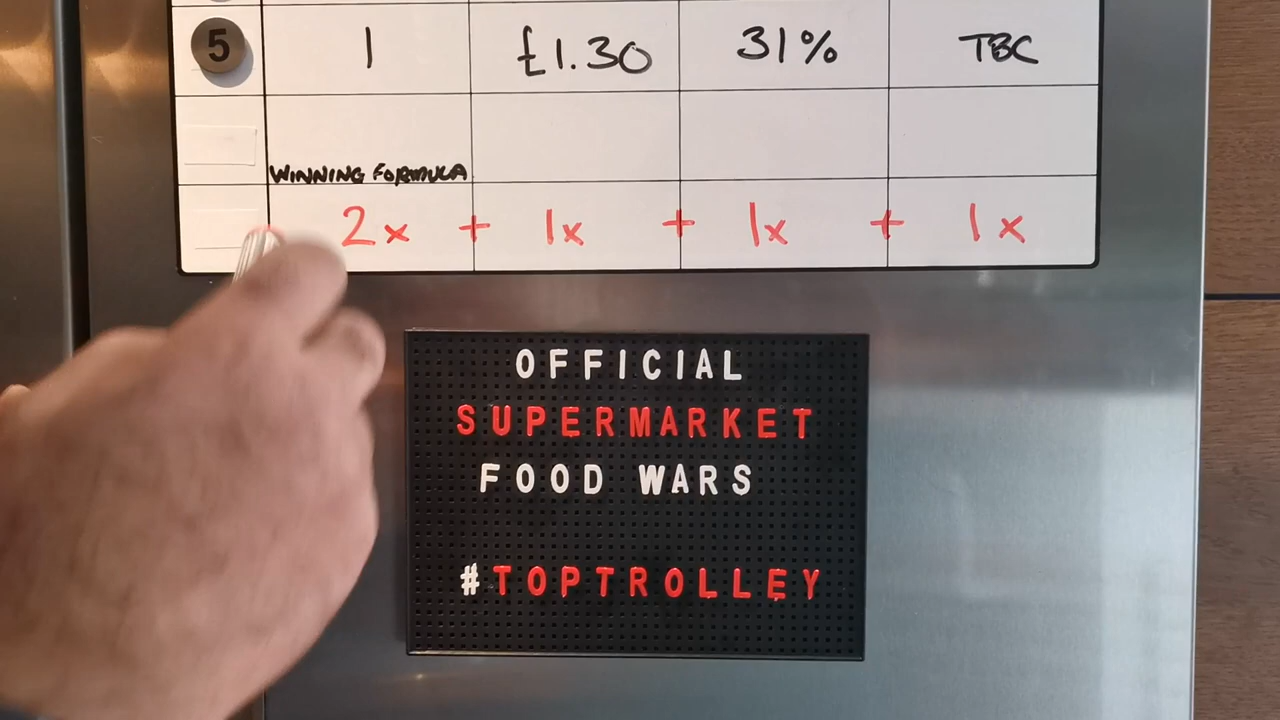 5 1 £1.30 31% TBC
WINNING FORMULA
2x + 1x + 1x + 1x
OFFICIAL
SUPERMARKET
FOOD WARS
#TOPTROLLEY